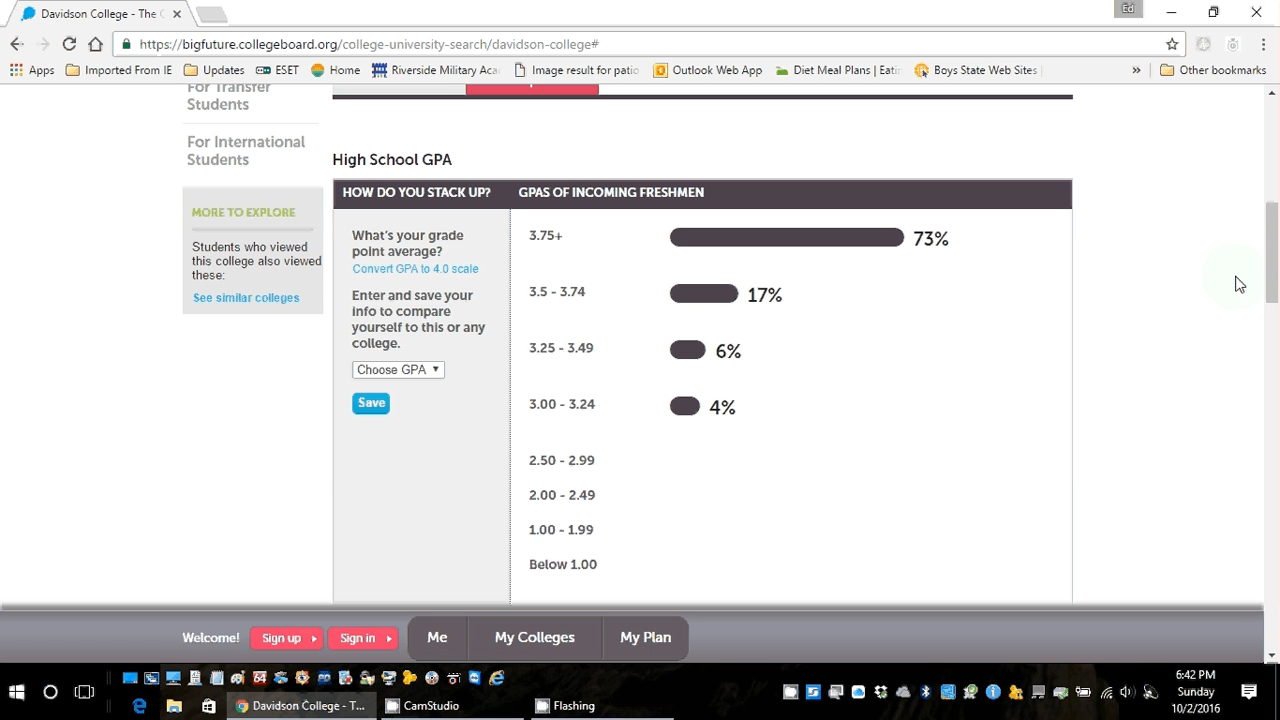 Davidson College - The C
Ed
https://bigfuture.collegeboard.org/college-university-search/davidson-college#
Apps Imported From IE Updates ESET Home Riverside Military Aca Image result for patio Outlook Web App Diet Meal Plans | Eatin Boys State Web Sites | » Other bookmarks
For Transfer
Students
For International
Students
MORE TO EXPLORE
Students who viewed
this college also viewed
these:
See similar colleges
High School GPA
HOW DO YOU STACK UP? GPAS OF INCOMING FRESHMEN
What's your grade
point average?
Convert GPA to 4.0 scale
Enter and save your
info to compare
yourself to this or any
college.
Choose GPA
Save
3.75+ 73%
3.5 - 3.74 17%
3.25 - 3.49 6%
3.00 - 3.24 4%
2.50 - 2.99
2.00 - 2.49
1.00 - 1.99
Below 1.00
Welcome! Sign up Sign in Me My Colleges My Plan
6:42 PM
Sunday
10/2/2016
Davidson College - T... CamStudio Flashing